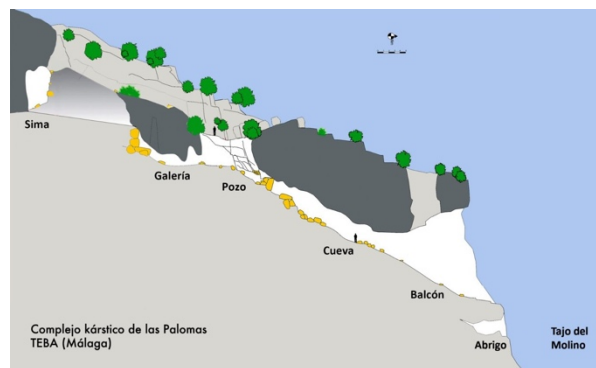 Sima
Galería
Pozo
Cueva
Balcón
Abrigo
Tajo del
Molino
Complejo kárstico de las Palomas
TEBA (Málaga)